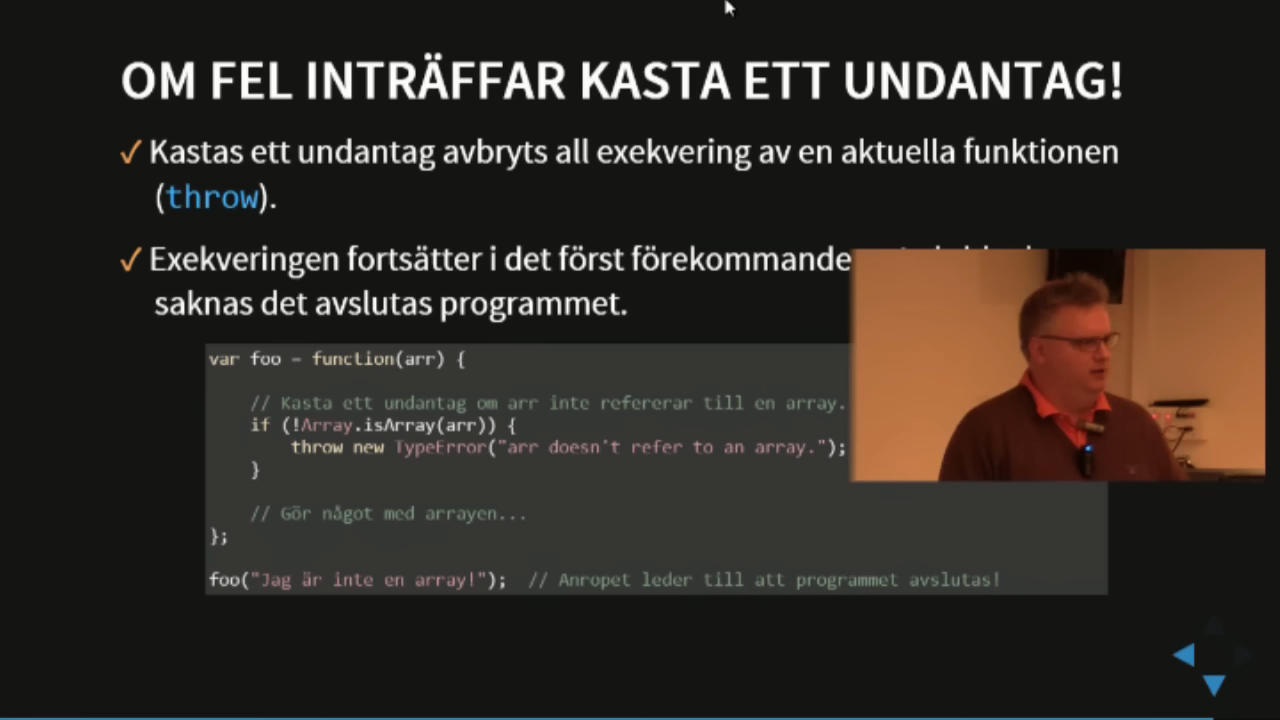 OM FEL INTRÄFFAR KASTA ETT UNDANTAG!
✓ Kastas ett undantag avbryts all exekvering av en aktuella funktionen
(throw).
✓ Exekveringen fortsätter i det först förekommande
saknas det avslutas programmet.
var foo = function(arr) {
// Kasta ett undantag om arr inte refererar till en array.
if (!Array.isArray(arr)) {
throw new TypeError("arr doesn't refer to an array.");
}
// Gör något med arrayen...
};
foo("Jag är inte en array!"); // Anropet leder till att programmet avslutas!